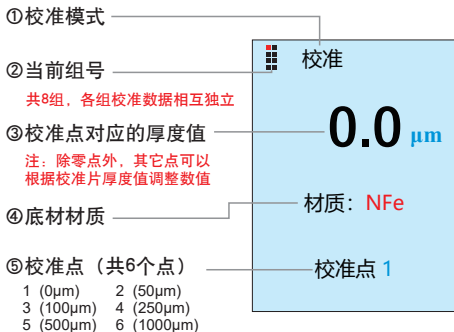 ①校准模式
②当前组号
共8组，各组校准数据相互独立
③校准点对应的厚度值
注：除零点外，其它点可以
根据校准片厚度值调整数值
④底材材质
⑤校准点（共6个点）
1 (0μm) 2 (50μm)
3 (100μm) 4 (250μm)
5 (500μm) 6 (1000μm)
校准
0.0 μm
材质：NFe
校准点 1